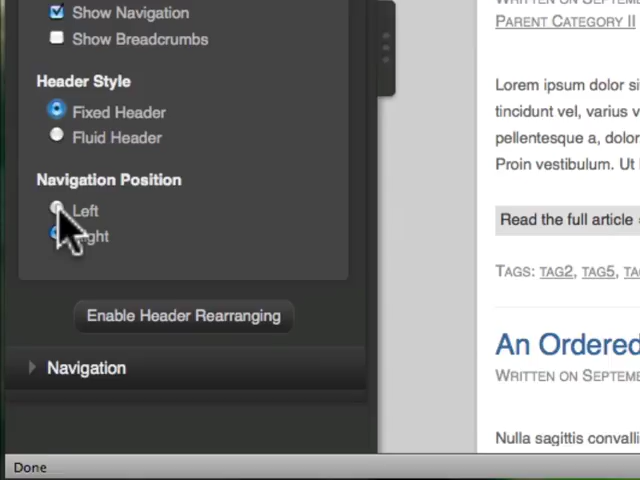 Show Navigation
Show Breadcrumbs
Header Style
Fixed Header
Fluid Header
Navigation Position
Left
Enable Header Rearranging
Navigation
Done
PARENT CATEGORY II
Lorem ipsum dolor
tincidunt vel, varius
pellentesque a, dolor
Proin vestibulum. Ut
Read the full article
TAGS: TAG2, TAG5,
An Ordered
WRITTEN ON
Nulla sagittis